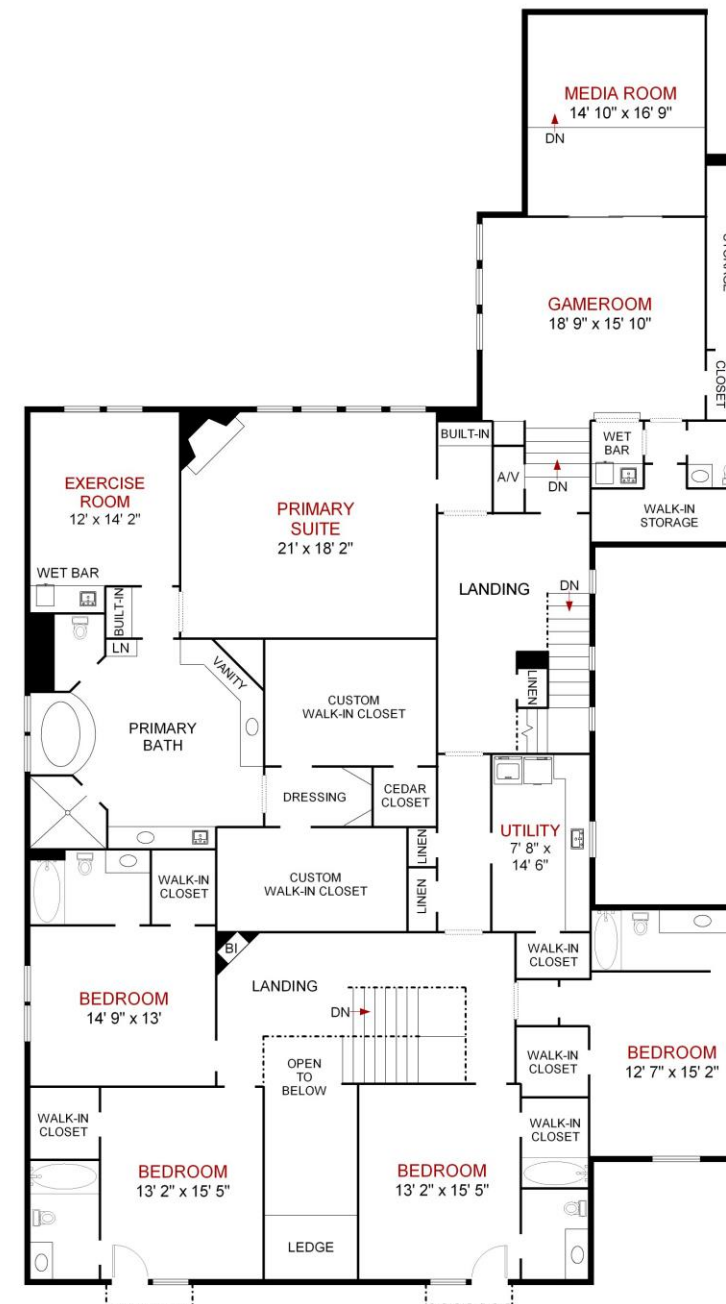 MEDIA ROOM
14' 10" x 16' 9"
DN
STORAGE
GAMEROOM
18' 9" x 15' 10"
CLOSET
BUILT-IN
WET
BAR
A/V
DN
EXERCISE
ROOM
12' x 14' 2"
PRIMARY
SUITE
21' x 18' 2"
WALK-IN
STORAGE
WET BAR
BUILT-IN
LANDING
DN
LN
VANITY
LINEN
CUSTOM
WALK-IN CLOSET
PRIMARY
BATH
DRESSING
CEDAR
CLOSET
UTILITY
7' 8" x
14' 6"
LINEN
WALK-IN
CLOSET
CUSTOM
WALK-IN CLOSET
LINEN
BI
WALK-IN
CLOSET
LANDING
BEDROOM
14' 9" x 13'
DN
OPEN
TO
BELOW
WALK-IN
CLOSET
BEDROOM
12' 7" x 15' 2"
WALK-IN
CLOSET
WALK-IN
CLOSET
BEDROOM
13' 2" x 15' 5"
BEDROOM
13' 2" x 15' 5"
LEDGE